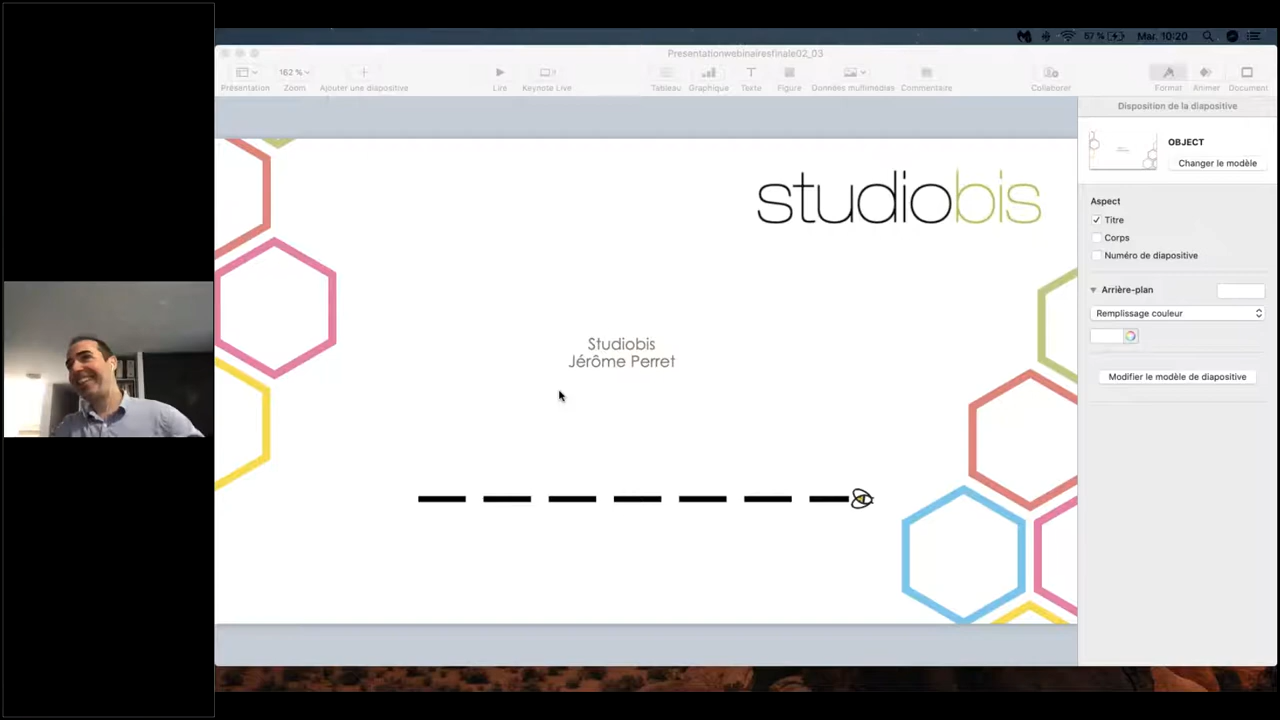 57 % Mar. 10:20
Presentationwebinairesfinale02_03
162 %
Présentation Zoom Ajouter une diapositive Lire Keynote Live Tableau Graphique Texte Figure Données multimédias Commentaire Collaborer Format Animer Document
Disposition de la diapositive
OBJECT
Changer le modèle
studiobis
Aspect
Titre
Corps
Numéro de diapositive
Arrière-plan
Remplissage couleur
Modifier le modèle de diapositive
Studiobis
Jérôme Perret